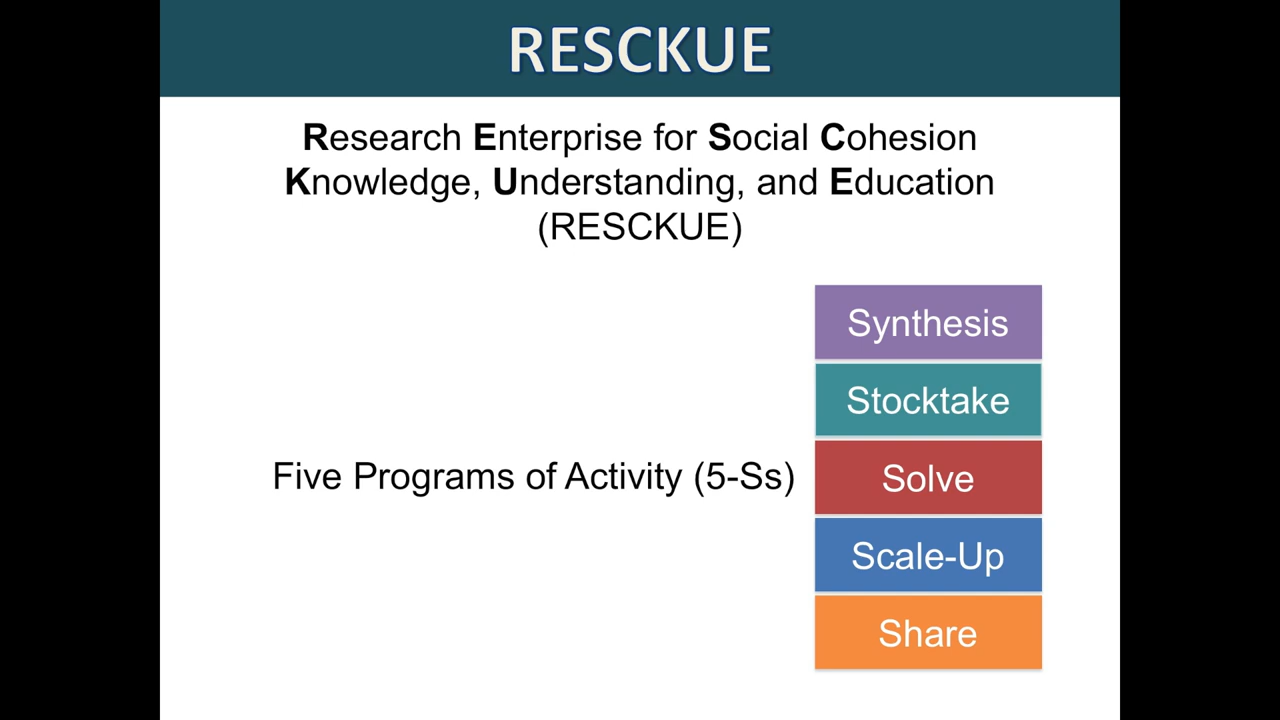 RESCKUE
Research Enterprise for Social Cohesion
Knowledge, Understanding, and Education
(RESCKUE)
Five Programs of Activity (5-Ss)
Synthesis
Stocktake
Solve
Scale-Up
Share